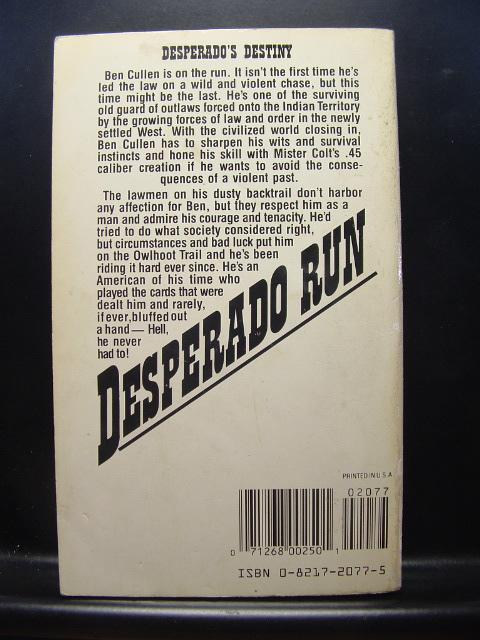 DESPERADO'S DESTINY
Ben Cullen is on the run. It isn't the first time he's
led the law on a wild and violent chase, but this
time might be the last. He's one of the surviving
old guard of outlaws forced onto the Indian Territory
by the growing forces of law and order in the newly
settled West. With the civilized world closing in,
Ben Cullen has to sharpen his wits and survival
instincts and hone his skill with Mister Colt's .45
caliber creation if he wants to avoid the conse-
quences of a violent past.
The lawmen on his dusty backtrail don't harbor
any affection for Ben, but they respect him as a
man and admire his courage and tenacity. He'd
tried to do what society considered right,
but circumstances and bad luck put him
on the Owlhoot Trail and he's been
riding it hard ever since. He's an
American of his time who
played the cards that were
dealt him and rarely,
if ever, bluffed out
a hand — Hell,
he never
had to!
DESPERADO RUN
PRINTED IN U.S.A
02077
0 71268 00250 1
ISBN 0-8217-2077-5